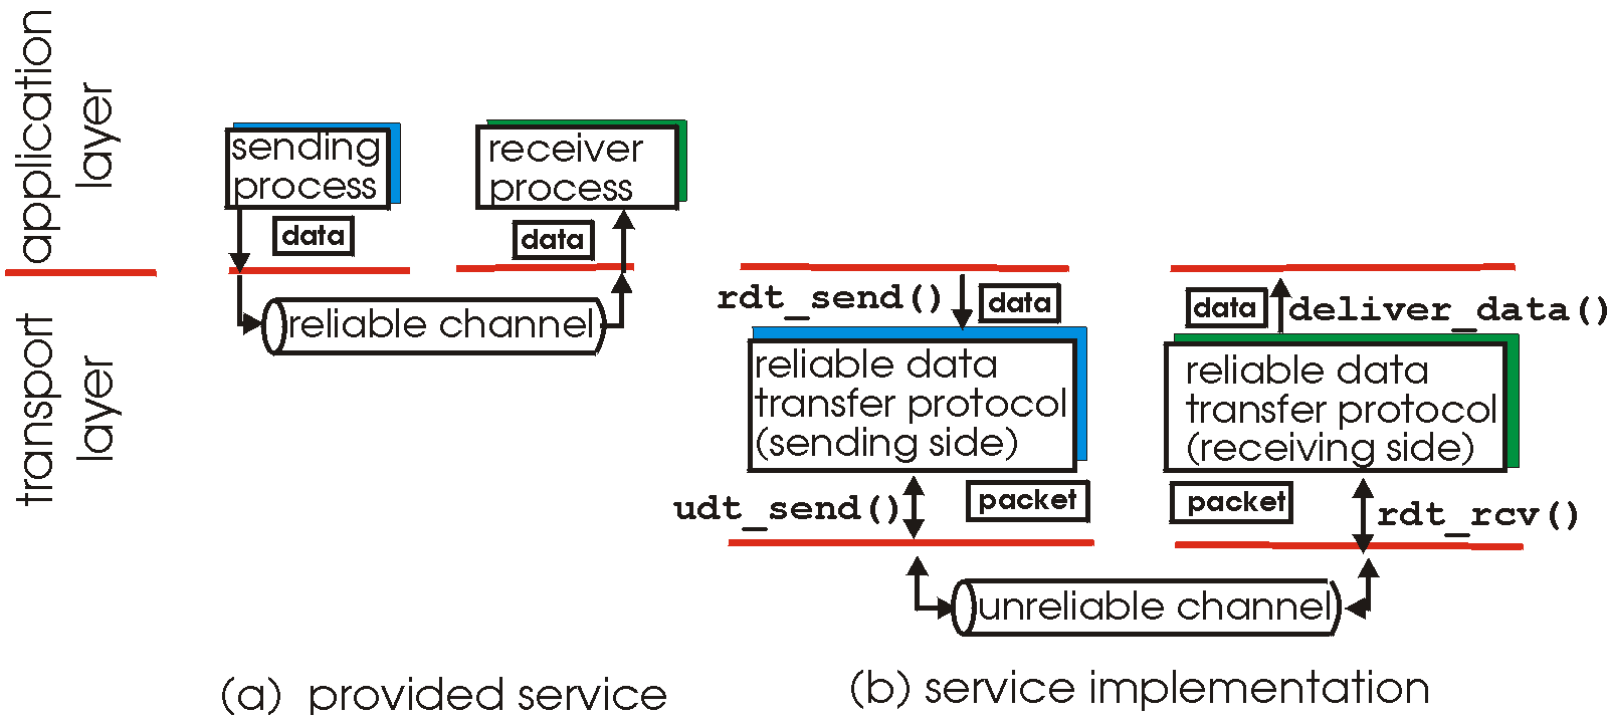 application
layer
transport
layer
sending
process
data
receiver
process
data
reliable channel
(a) provided service
rdt_send()
data
reliable data
transfer protocol
(sending side)
udt_send()
packet
data
deliver_data()
reliable data
transfer protocol
(receiving side)
packet
rdt_rcv()
unreliable channel
(b) service implementation